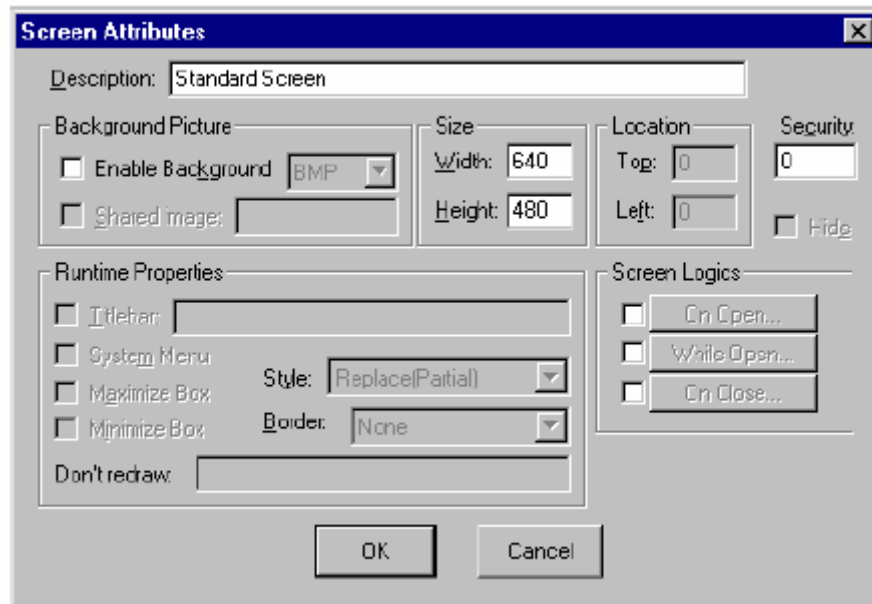 Screen Attributes
Description: Standard Screen
Background Picture
Enable Background BMP
Shared image:
Size
Width: 640
Height: 480
Location
Top: 0
Left: 0
Security:
0
Hide
Runtime Properties
Titlebar:
System Menu
Maximize Box
Minimize Box
Style: Replace(Partial)
Border: None
Don't redraw:
Screen Logics
On Open...
While Open...
On Close...
OK Cancel